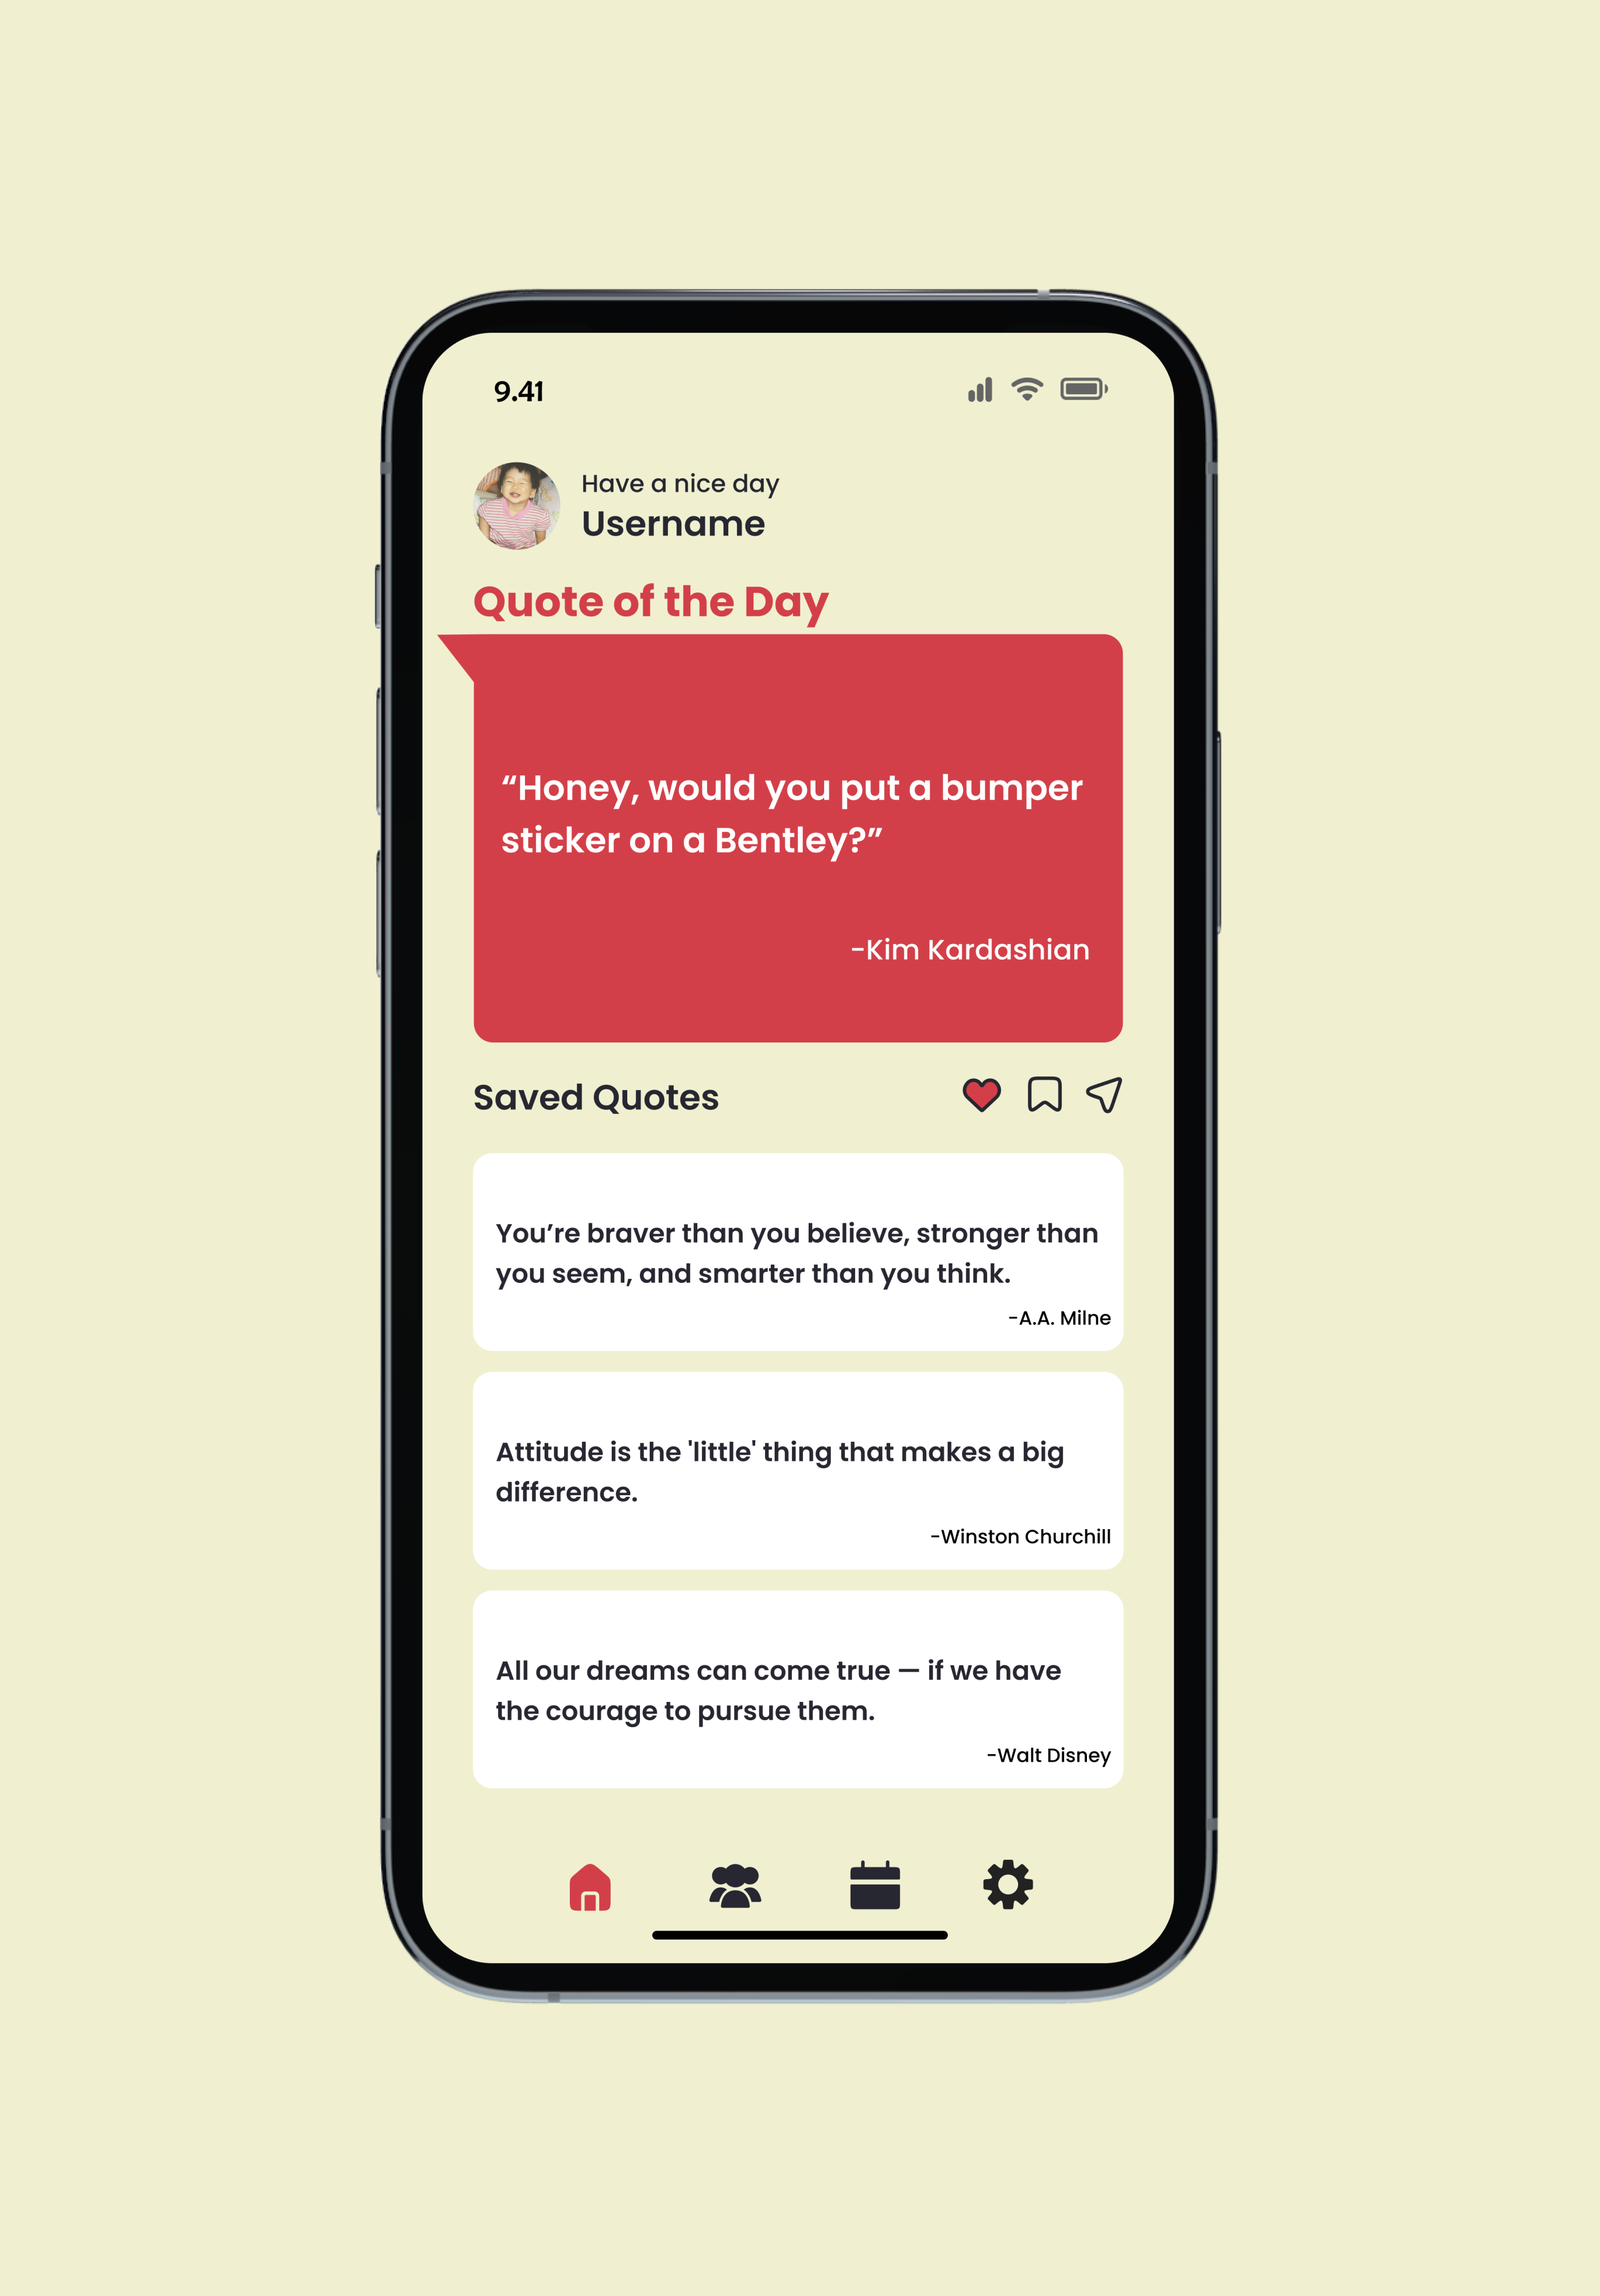 9.41
Have a nice day
Username
Quote of the Day
“Honey, would you put a bumper
sticker on a Bentley?”
-Kim Kardashian
Saved Quotes
You’re braver than you believe, stronger than
you seem, and smarter than you think.
-A.A. Milne
Attitude is the 'little' thing that makes a big
difference.
-Winston Churchill
All our dreams can come true — if we have
the courage to pursue them.
-Walt Disney